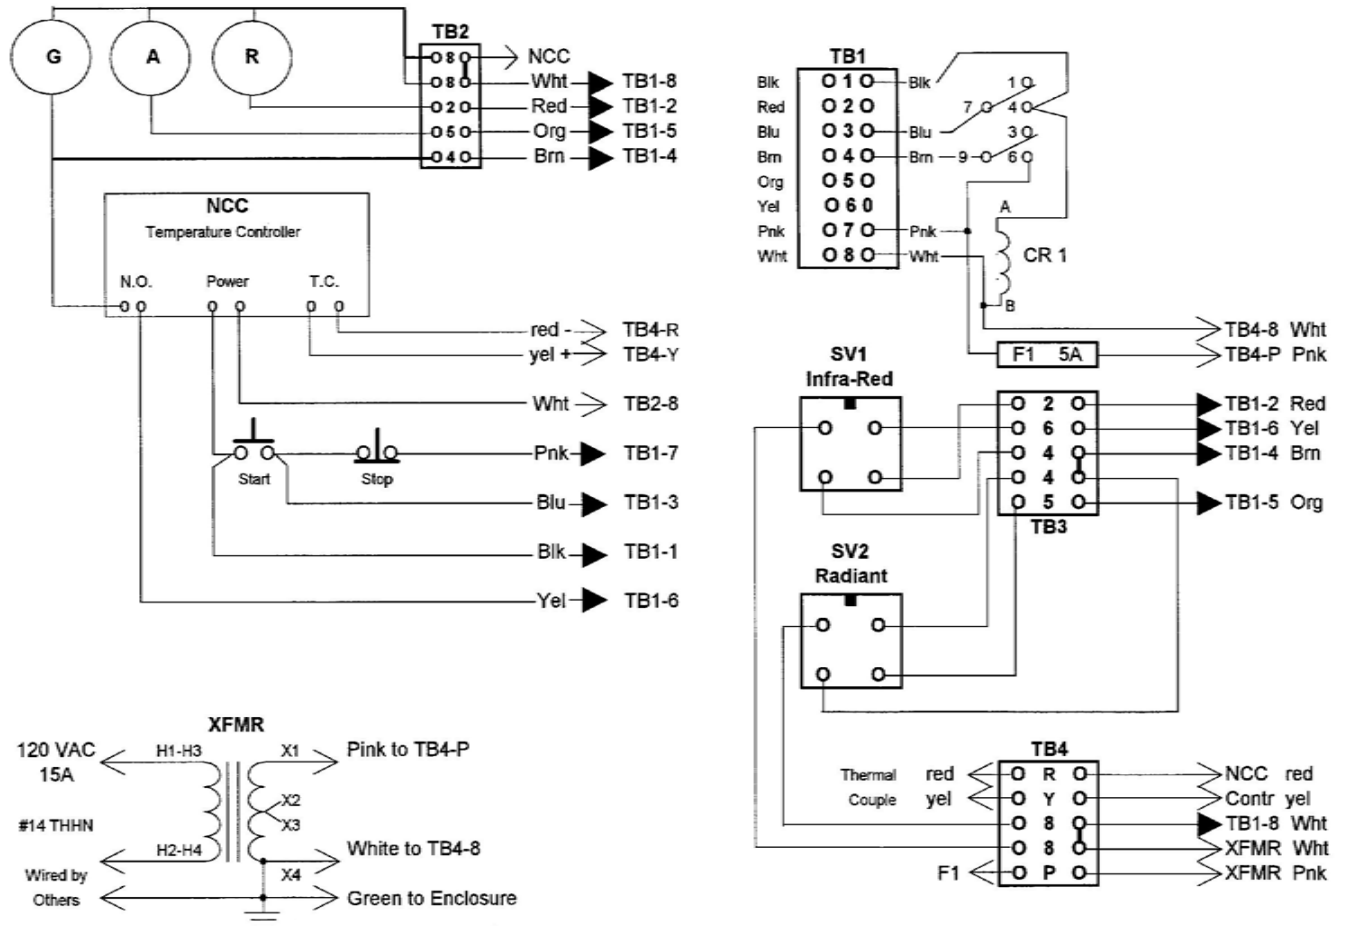 G A R
TB2
8 NCC
8 Wht TB1-8
2 Red TB1-2
5 Org TB1-5
4 Brn TB1-4
NCC
Temperature Controller
N.O. Power T.C.
red - TB4-R
yel + TB4-Y
Wht TB2-8
Pnk TB1-7
Start Stop
Blu TB1-3
Blk TB1-1
Yel TB1-6
XFMR
120 VAC H1-H3 X1 Pink to TB4-P
15A
X2
#14 THHN X3
H2-H4 White to TB4-8
Wired by X4
Others Green to Enclosure
TB1
Blk 1 Blk 1
Red 2 7 4
Blu 3 Blu 3
Brn 4 Brn 9 6
Org 5
Yel 6 A
Pnk 7 Pnk
Wht 8 Wht CR 1
B
TB4-8 Wht
F1 5A TB4-P Pnk
SV1
Infra-Red
2 TB1-2 Red
6 TB1-6 Yel
4 TB1-4 Brn
4
5 TB1-5 Org
TB3
SV2
Radiant
TB4
Thermal red R NCC red
Couple yel Y Contr yel
8 TB1-8 Wht
8 XFMR Wht
F1 P XFMR Pnk